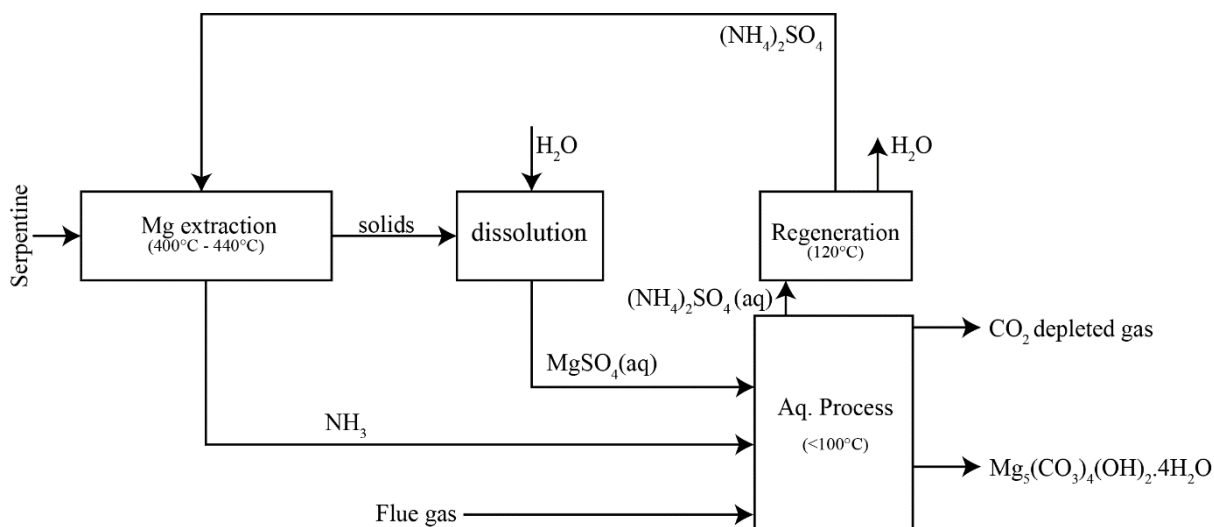 (NH₄)₂SO₄
H₂O
H₂O
Serpentine
Mg extraction
(400°C - 440°C)
solids
dissolution
Regeneration
(120°C)
(NH₄)₂SO₄ (aq)
CO₂ depleted gas
MgSO₄(aq)
Aq. Process
(<100°C)
NH₃
Mg₅(CO₃)₄(OH)₂.4H₂O
Flue gas